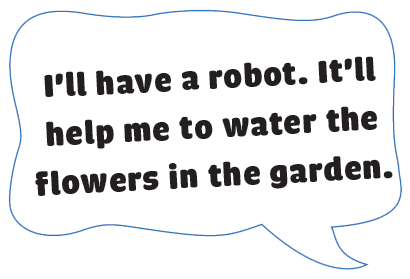 I'll have a robot. It'll
help me to water the
flowers in the garden.